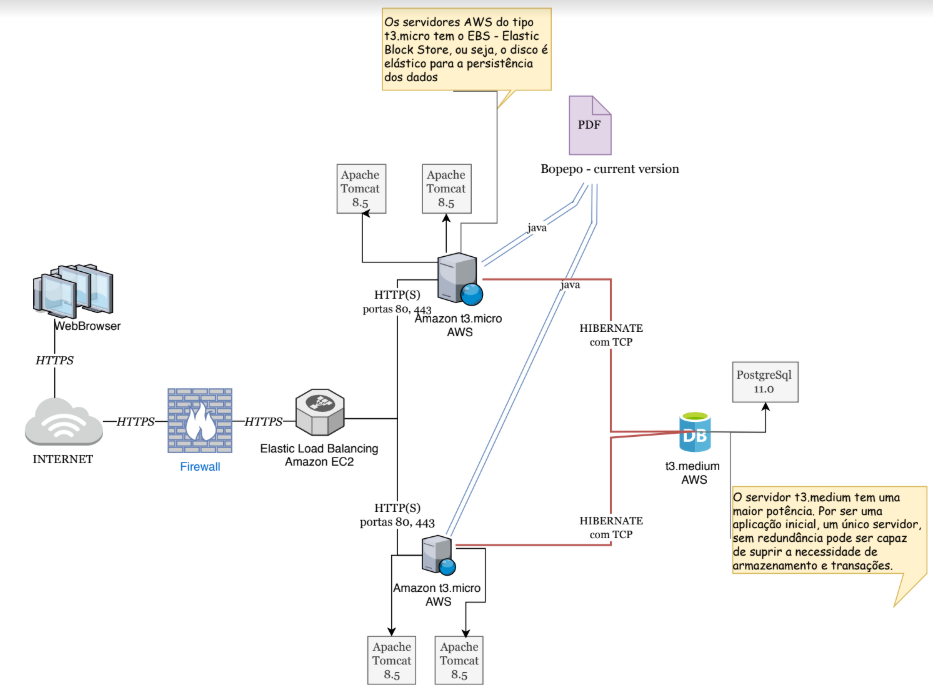 Os servidores AWS do tipo
t3.micro tem o EBS - Elastic
Block Store, ou seja, o disco é
elástico para a persistência
dos dados
PDF
Bopepo - current version
Apache
Tomcat
8.5
Apache
Tomcat
8.5
java
java
WebBrowser
HTTP(S)
portas 80, 443
Amazon t3.micro
AWS
HIBERNATE
com TCP
HTTPS
INTERNET
HTTPS
Firewall
HTTPS
Elastic Load Balancing
Amazon EC2
PostgreSql
11.0
DB
t3.medium
AWS
O servidor t3.medium tem uma
maior potência. Por ser uma
aplicação inicial, um único servidor,
sem redundância pode ser capaz
de suprir a necessidade de
armazenamento e transações.
HTTP(S)
portas 80, 443
HIBERNATE
com TCP
Amazon t3.micro
AWS
Apache
Tomcat
8.5
Apache
Tomcat
8.5